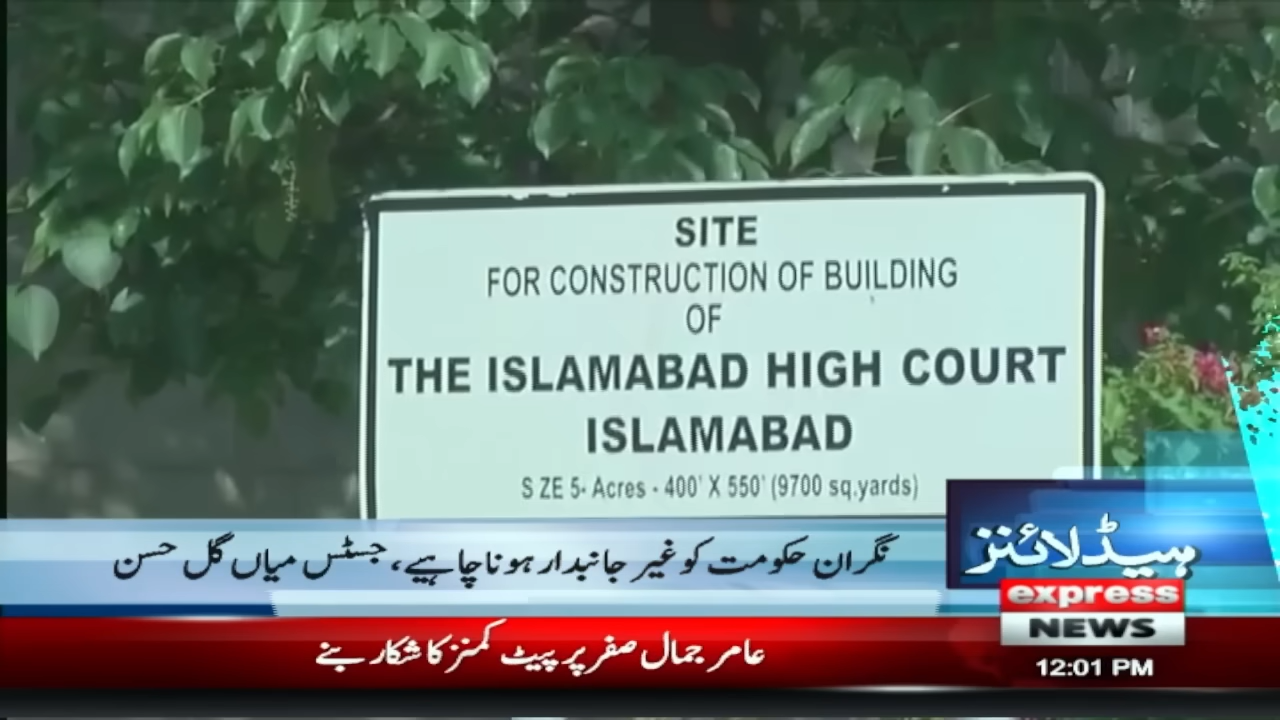 SITE
FOR CONSTRUCTION OF BUILDING
OF
THE ISLAMABAD HIGH COURT
ISLAMABAD
S ZE 5- Acres - 400' X 550' (9700 sq.yards)
ہیڈلائنز
نگران حکومت کو غیر جانبدار ہونا چاہیے، جسٹس میاں گل حسن
express
NEWS
عامر جمال صفر پر پیٹ کمنز کا شکار بنے
12:01 PM